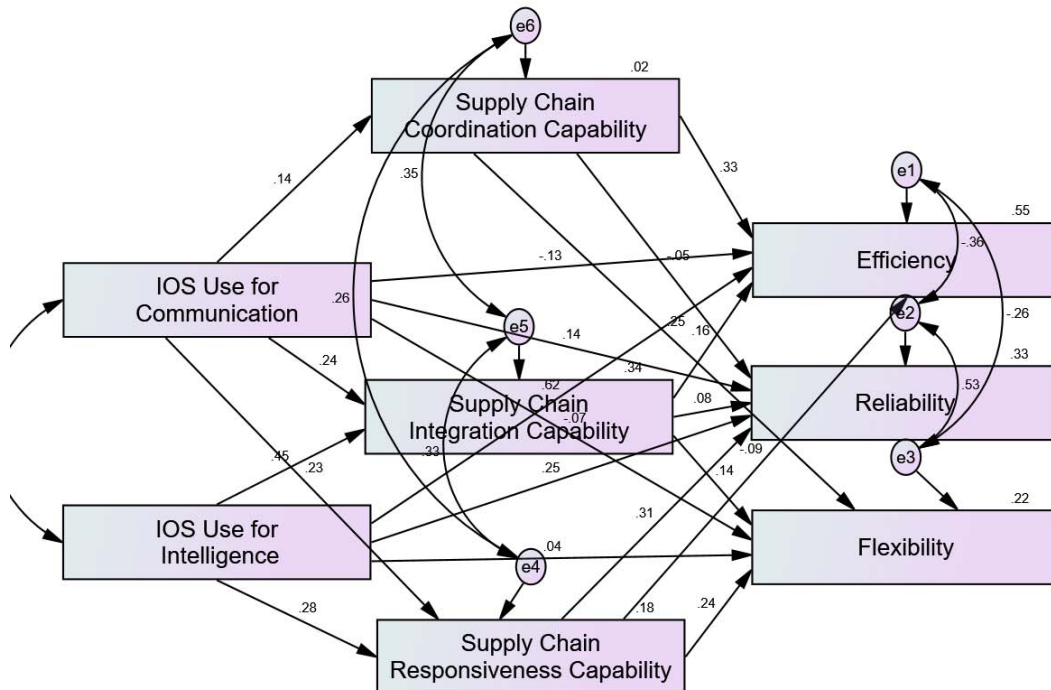 e6
.02
Supply Chain
Coordination Capability
.35
.33
e1
.14
.55
Efficiency
-.36
-.13
-.05
IOS Use for
Communication
.26
e5
.14
.25
.16
e2
-.26
.33
.24
.62
.34
Supply Chain
Integration Capability
-.07
.08
Reliability
.53
.45
.23
.33
.25
.14
-.09
e3
.22
IOS Use for
Intelligence
.31
.04
e4
Flexibility
.28
.18
.24
Supply Chain
Responsiveness Capability